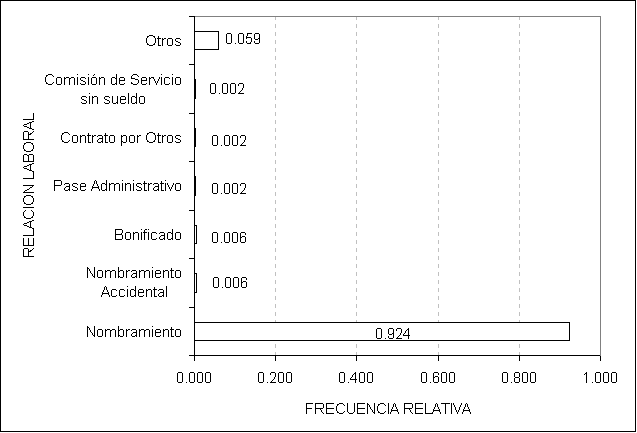 Otros
0.059
Comisión de Servicio
sin sueldo
0.002
Contrato por Otros
0.002
Pase Administrativo
0.002
Bonificado
0.006
Nombramiento
Accidental
0.006
Nombramiento
0.924
0.000 0.200 0.400 0.600 0.800 1.000
FRECUENCIA RELATIVA
RELACION LABORAL